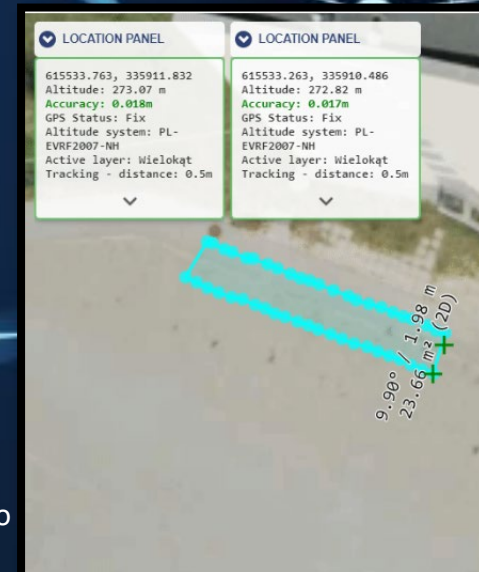 LOCATION PANEL
615533.763, 335911.832
Altitude: 273.07 m
Accuracy: 0.018m
GPS Status: Fix
Altitude system: PL-
EVRF2007-NH
Active layer: Wielokąt
Tracking - distance: 0.5m
LOCATION PANEL
615533.263, 335910.486
Altitude: 272.82 m
Accuracy: 0.017m
GPS Status: Fix
Altitude system: PL-
EVRF2007-NH
Active layer: Wielokąt
Tracking - distance: 0.5m
9.90° / 1.98 m
23.66 m² (2D)
o